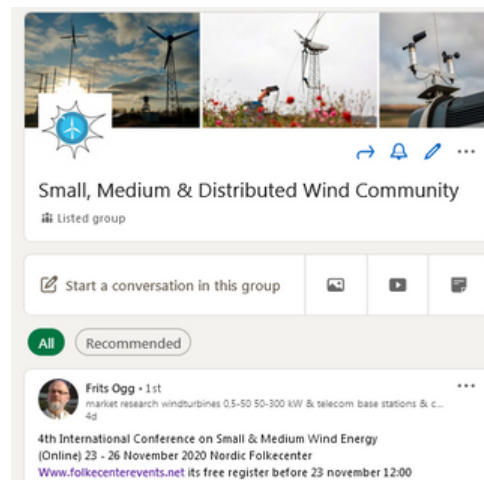 Small, Medium & Distributed Wind Community
Listed group
Start a conversation in this group
All
Recommended
Frits Ogg • 1st
market research windturbines 0,5-50 50-300 kW & telecom base stations & c...
4d
4th International Conference on Small & Medium Wind Energy
(Online) 23 - 26 November 2020 Nordic Folkecenter
Www.folkecenterevents.net its free register before 23 november 12:00